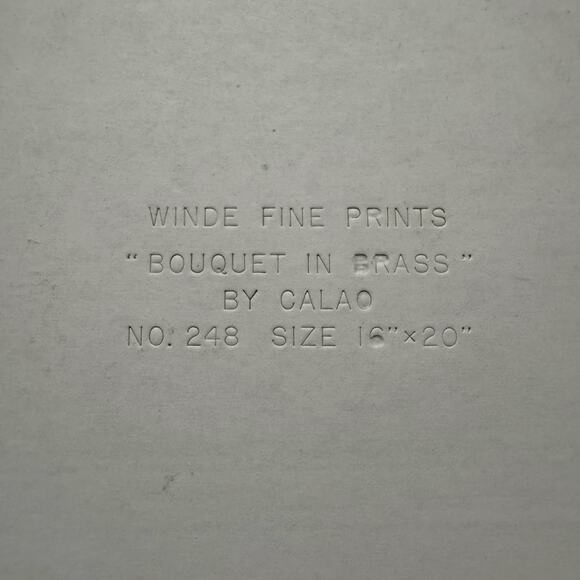 WINDE FINE PRINTS
"BOUQUET IN BRASS"
BY CALAO
NO. 248 SIZE 16"×20"